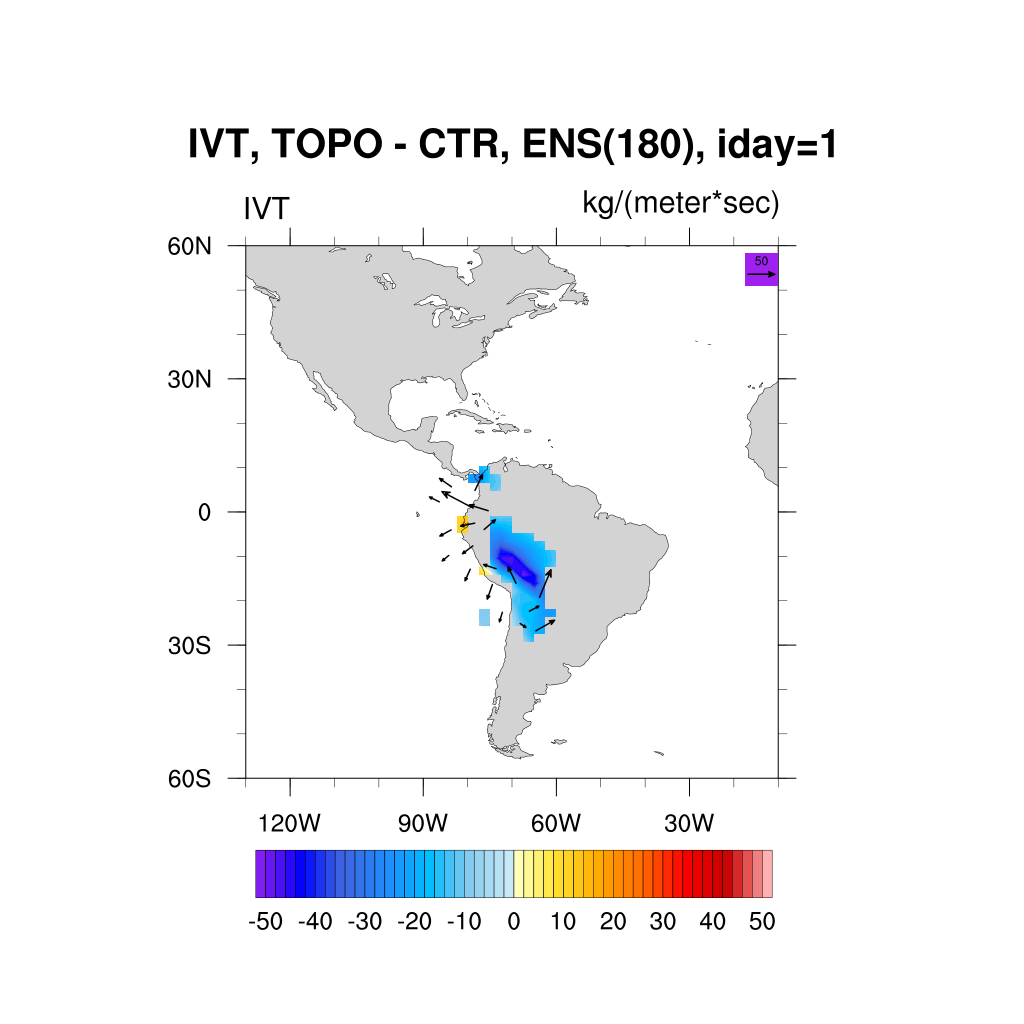 IVT, TOPO - CTR, ENS(180), iday=1
IVT kg/(meter*sec)
60N
50
30N
0
30S
60S
120W 90W 60W 30W
-50 -40 -30 -20 -10 0 10 20 30 40 50